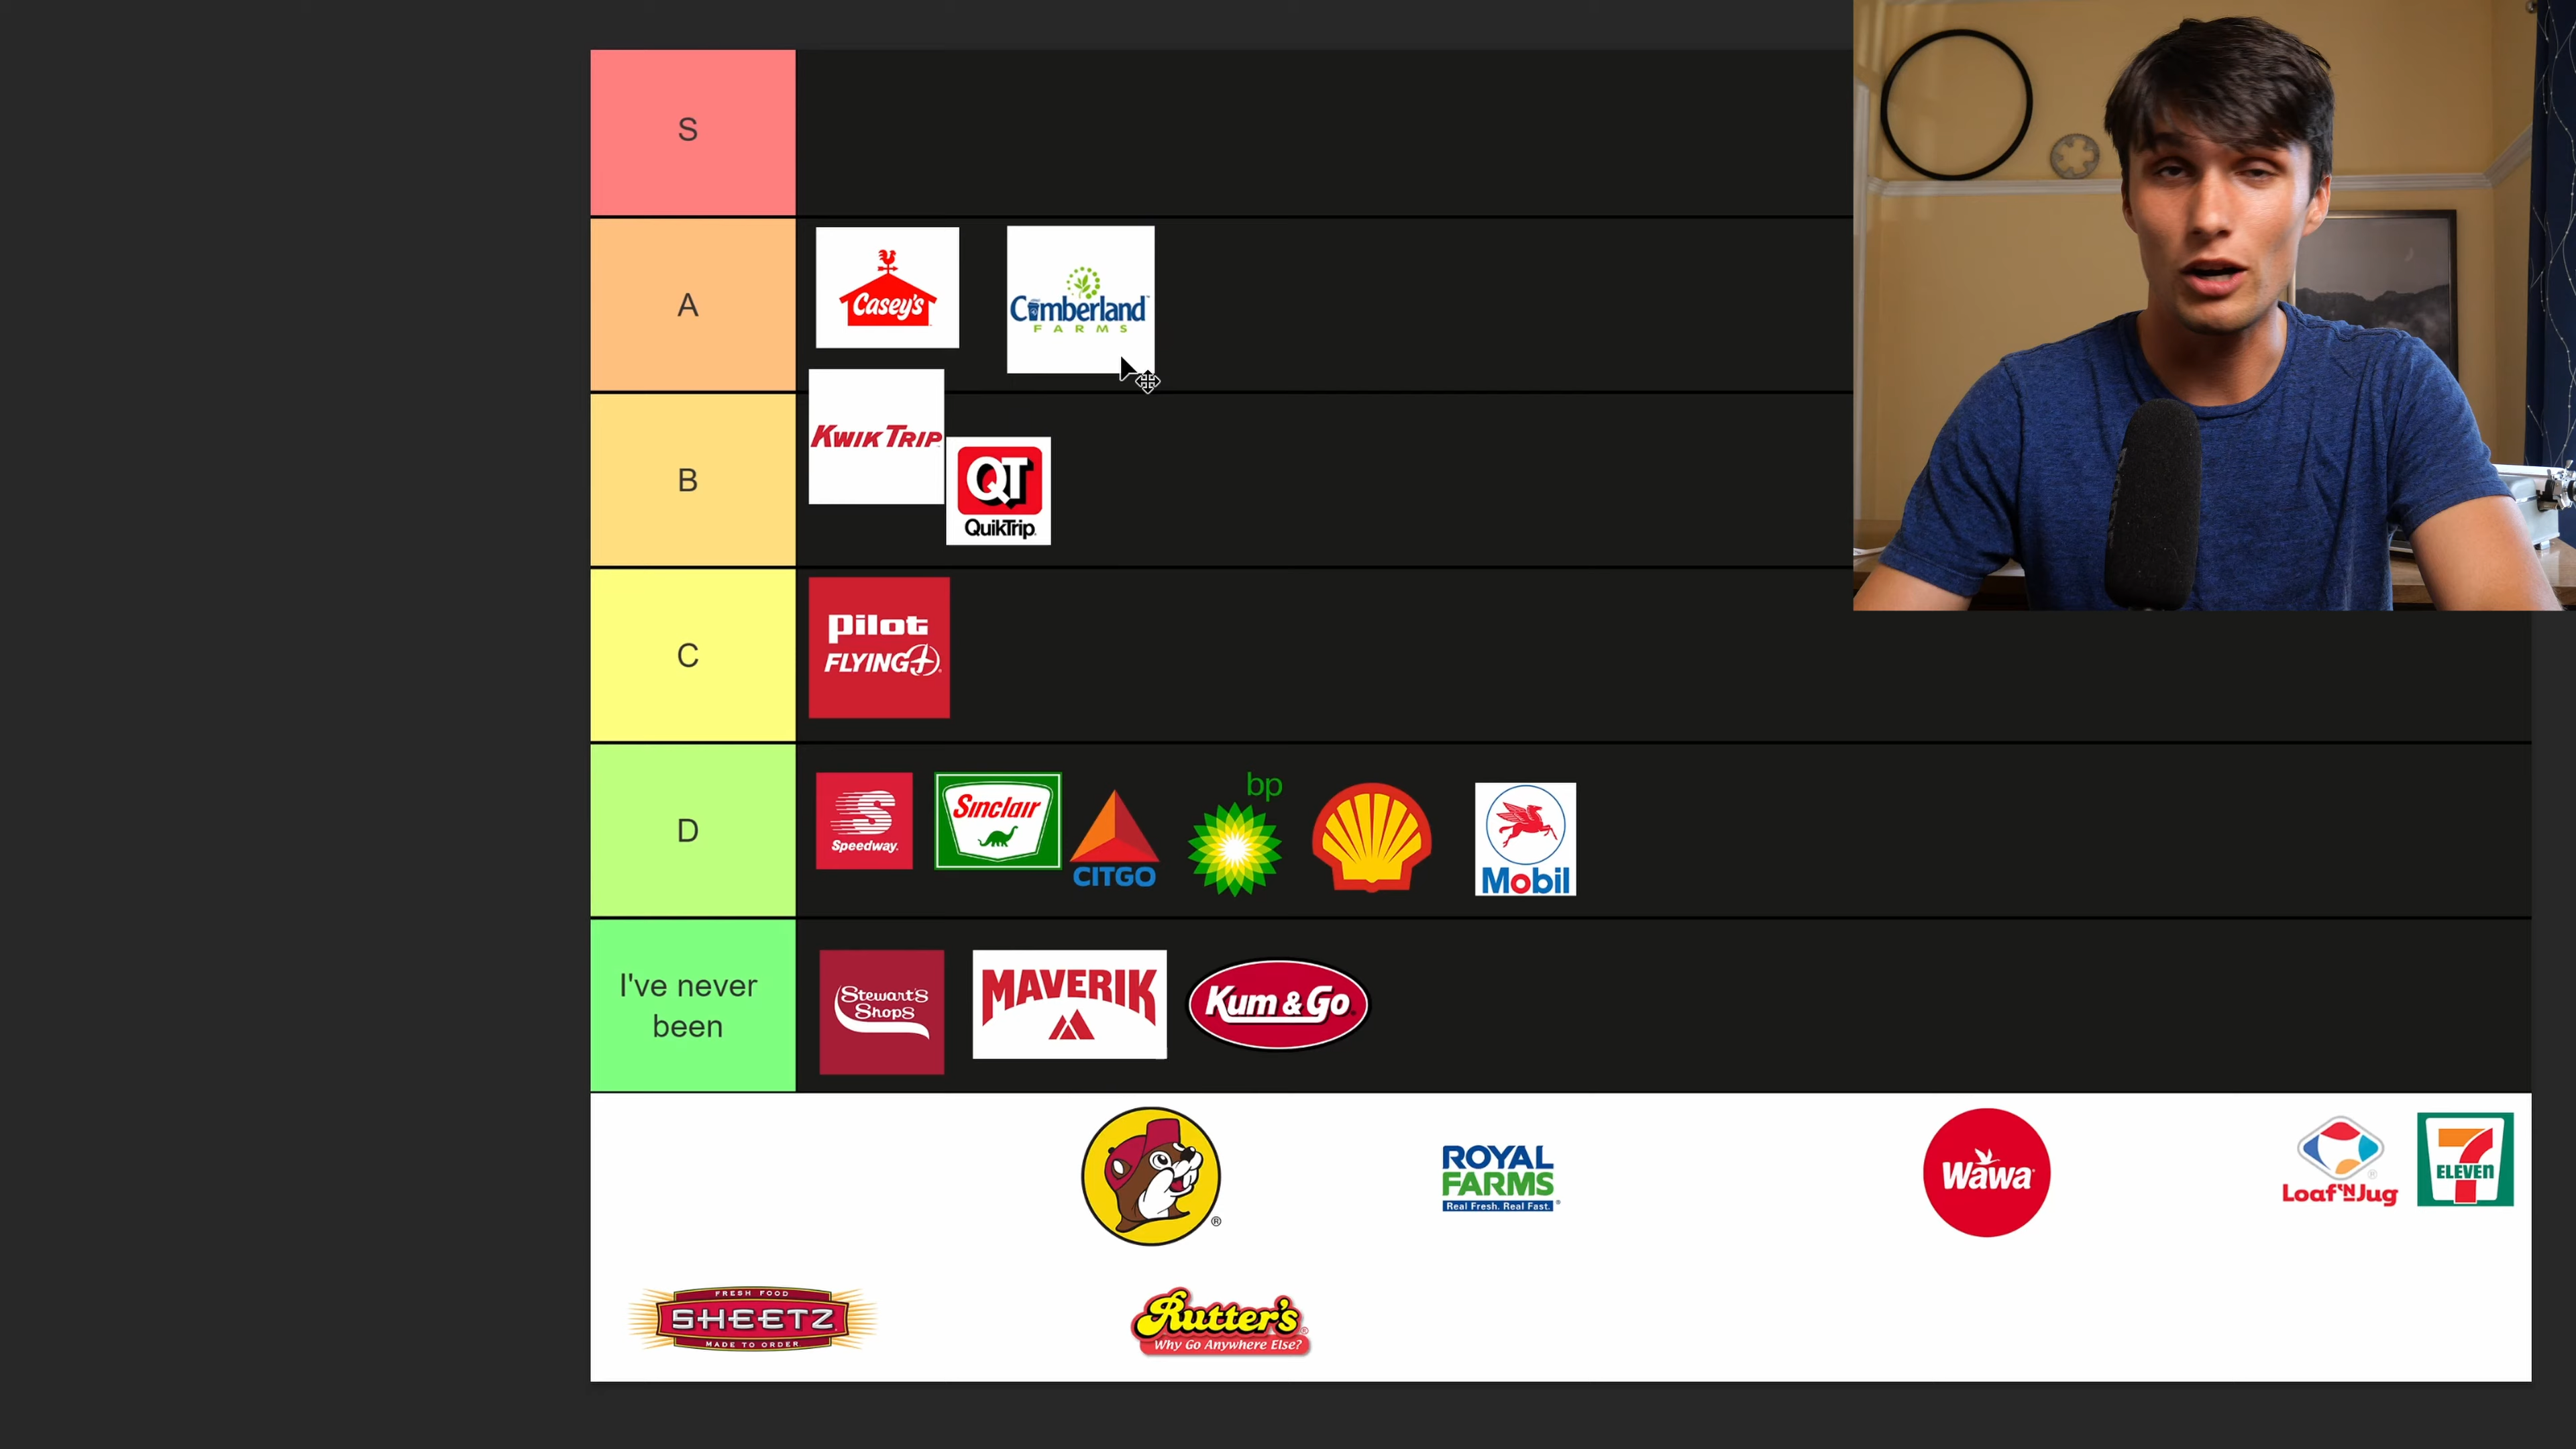 S
A
Casey's
Cumberland
FARMS
B
KWIK TRIP
QT
QuikTrip
C
Pilot
FLYING J
D
S
Speedway
Sinclair
CITGO
bp
Mobil
I've never
been
Stewart's
Shops
MAVERIK
Kum & Go
ROYAL
FARMS
Real Fresh. Real Fast.
Wawa
Loaf 'N Jug
7
ELEVEN
FRESH FOOD
SHEETZ
MADE TO ORDER
Rutter's
Why Go Anywhere Else?